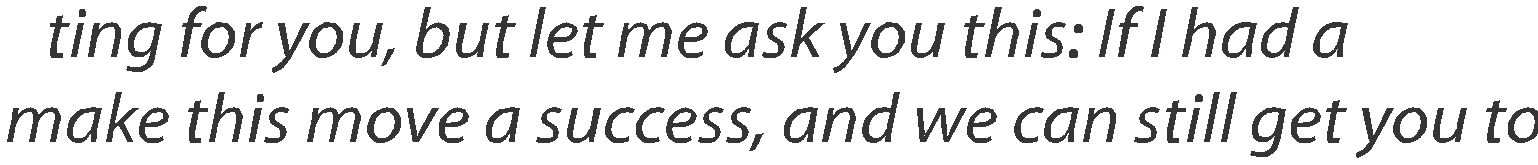 ting for you, but let me ask you this: If I had a
make this move a success, and we can still get you to